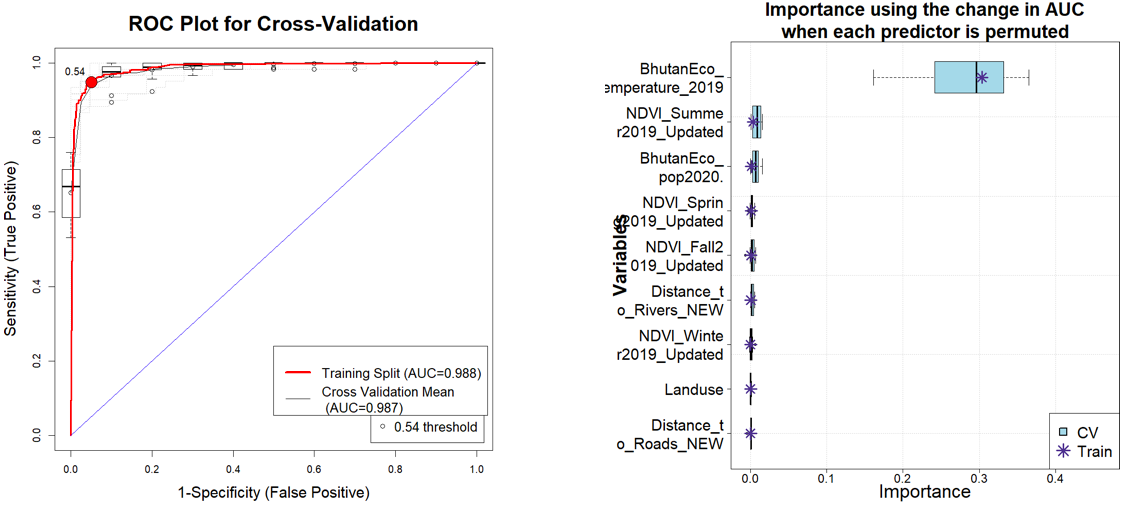 ROC Plot for Cross-Validation
Sensitivity (True Positive)
1.0
0.8
0.6
0.4
0.2
0.0
0.54
Training Split (AUC=0.988)
Cross Validation Mean
(AUC=0.987)
0.54 threshold
0.0 0.2 0.4 0.6 0.8 1.0
1-Specificity (False Positive)
Importance using the change in AUC
when each predictor is permuted
Variables
BhutanEco_
emperature_2019
NDVI_Summe
r2019_Updated
BhutanEco_
pop2020.
NDVI_Sprin
g2019_Updated
NDVI_Fall2
019_Updated
Distance_t
o_Rivers_NEW
NDVI_Winte
r2019_Updated
Landuse
Distance_t
o_Roads_NEW
CV
Train
0.0 0.1 0.2 0.3 0.4
Importance